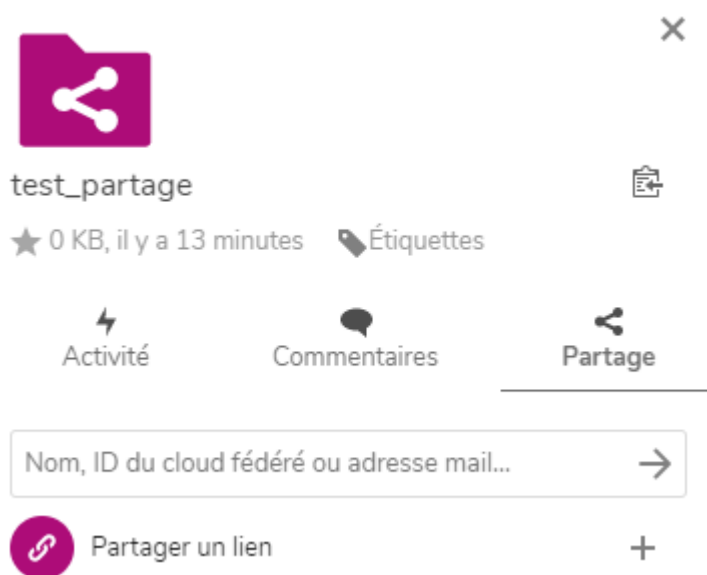 test_partage
0 KB, il y a 13 minutes Étiquettes
Activité Commentaires Partage
Nom, ID du cloud fédéré ou adresse mail...
Partager un lien